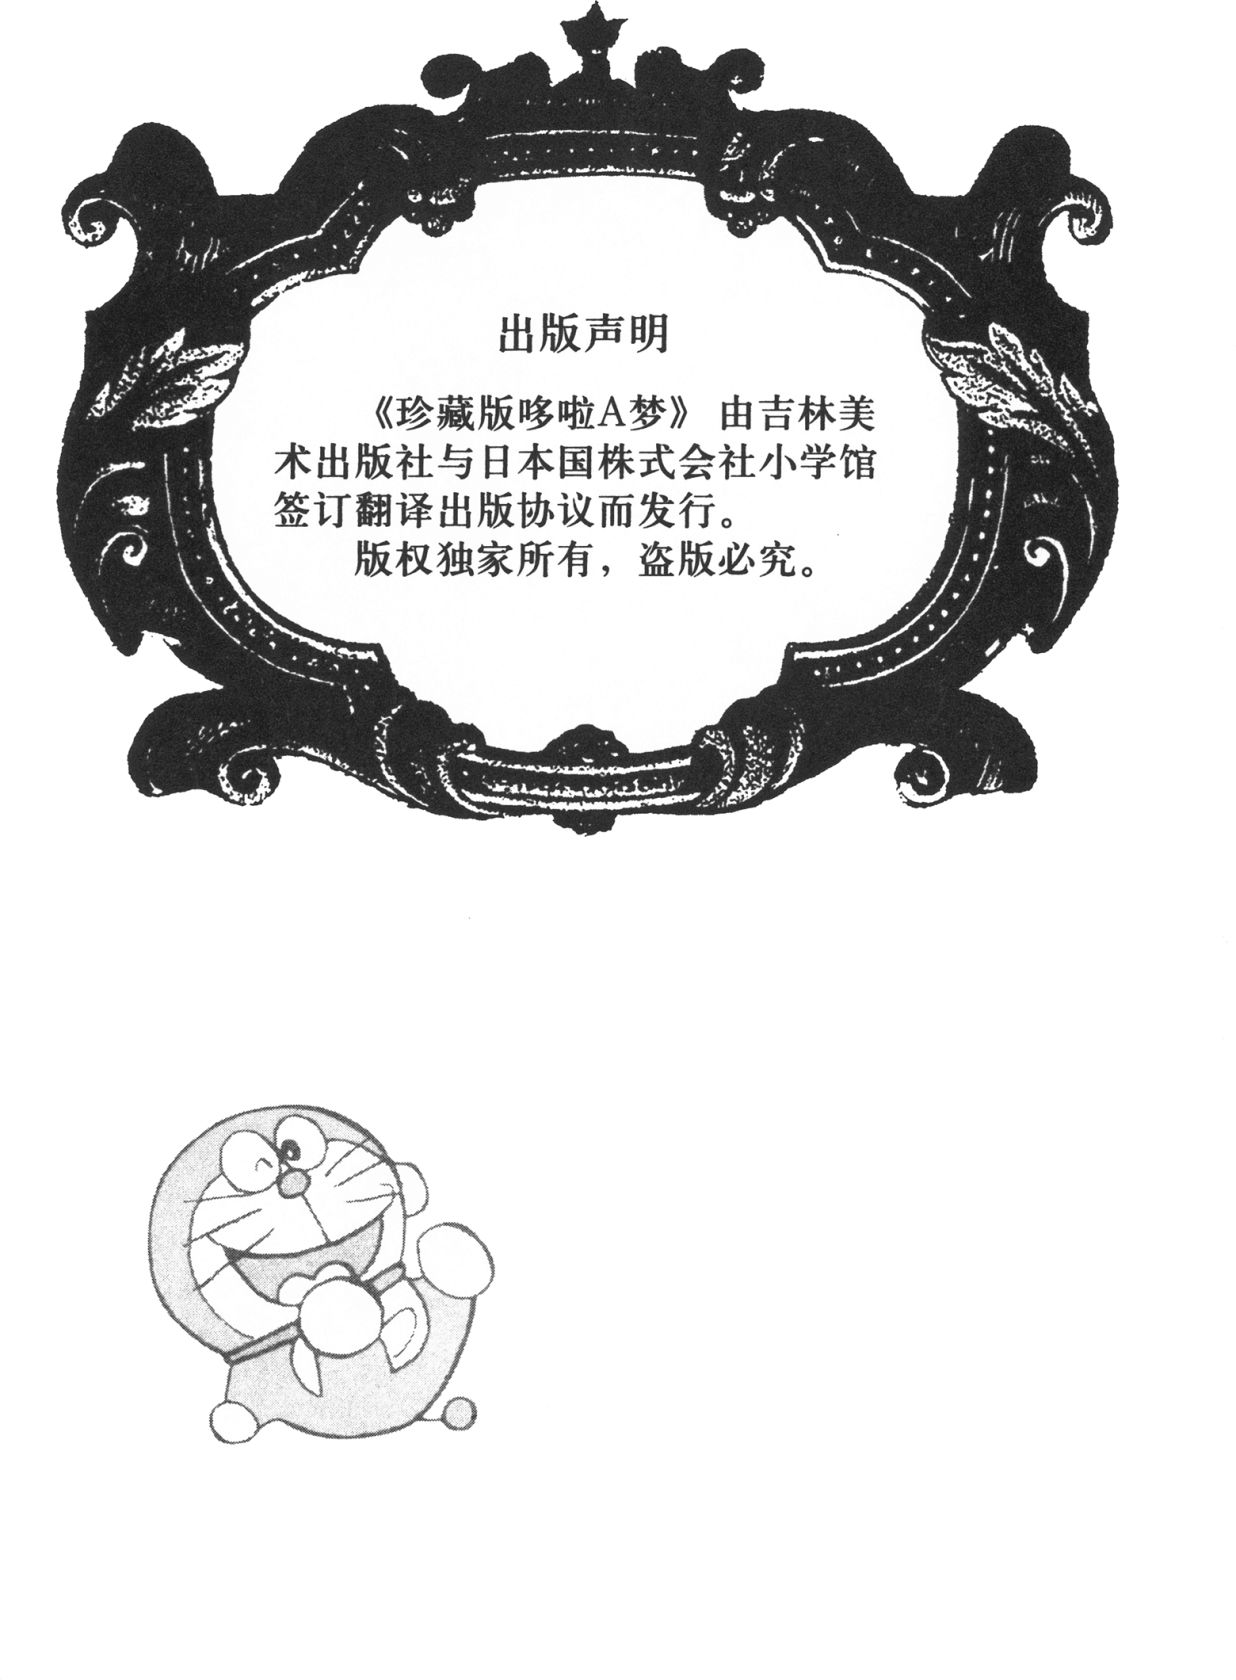 出版声明
《珍藏版哆啦A梦》 由吉林美
术出版社与日本国株式会社小学馆
签订翻译出版协议而发行。
版权独家所有，盗版必究。